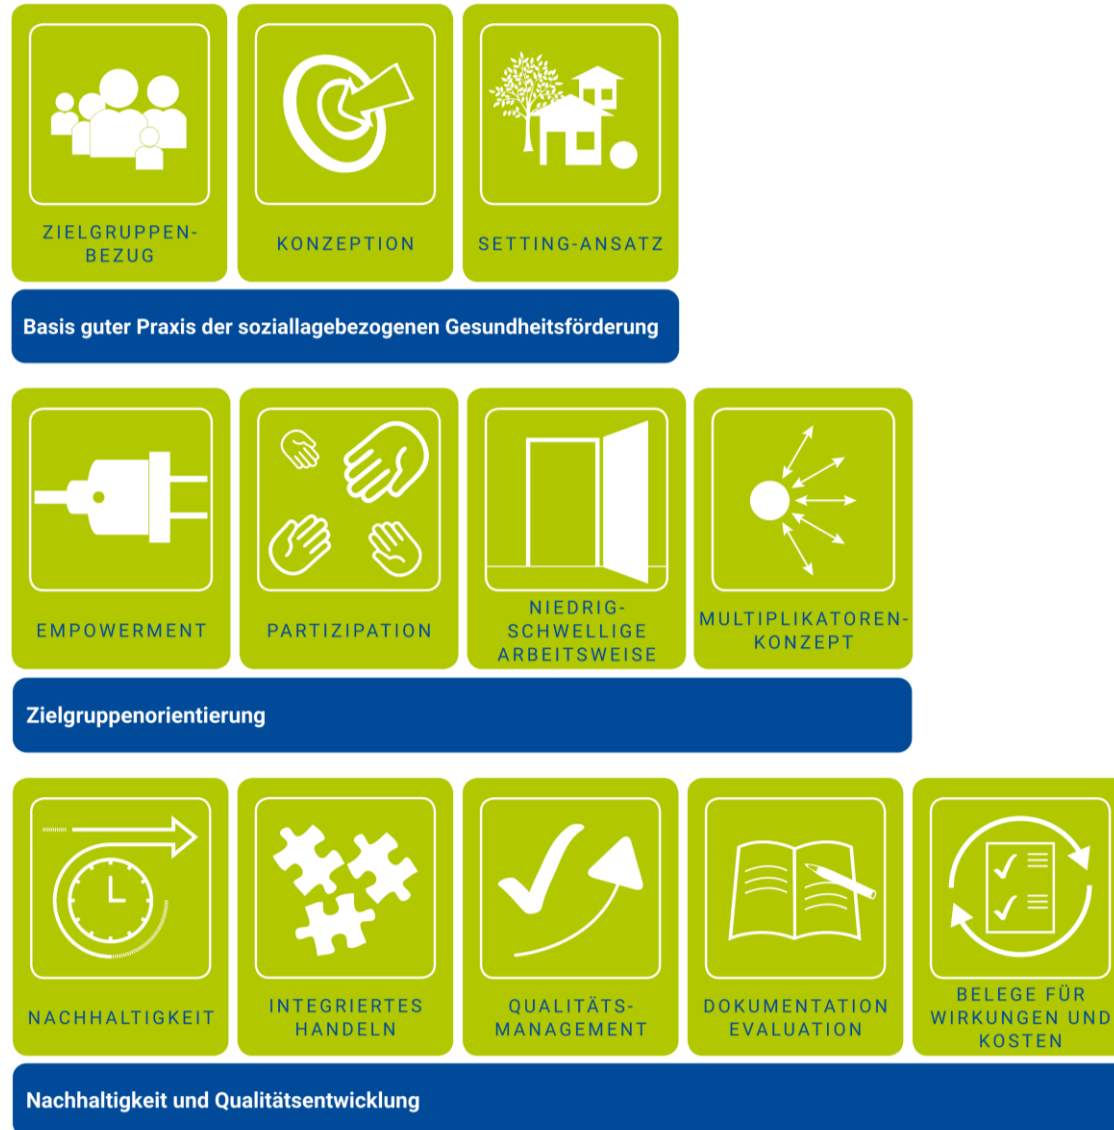 ZIELGRUPPEN-
BEZUG
KONZEPTION
SETTING-ANSATZ
Basis guter Praxis der soziallagebezogenen Gesundheitsförderung
EMPOWERMENT
PARTIZIPATION
NIEDRIG-
SCHWELLIGE
ARBEITSWEISE
MULTIPLIKATOREN-
KONZEPT
Zielgruppenorientierung
NACHHALTIGKEIT
INTEGRIERTES
HANDELN
QUALITÄTS-
MANAGEMENT
DOKUMENTATION
EVALUATION
BELEGE FÜR
WIRKUNGEN UND
KOSTEN
Nachhaltigkeit und Qualitätsentwicklung